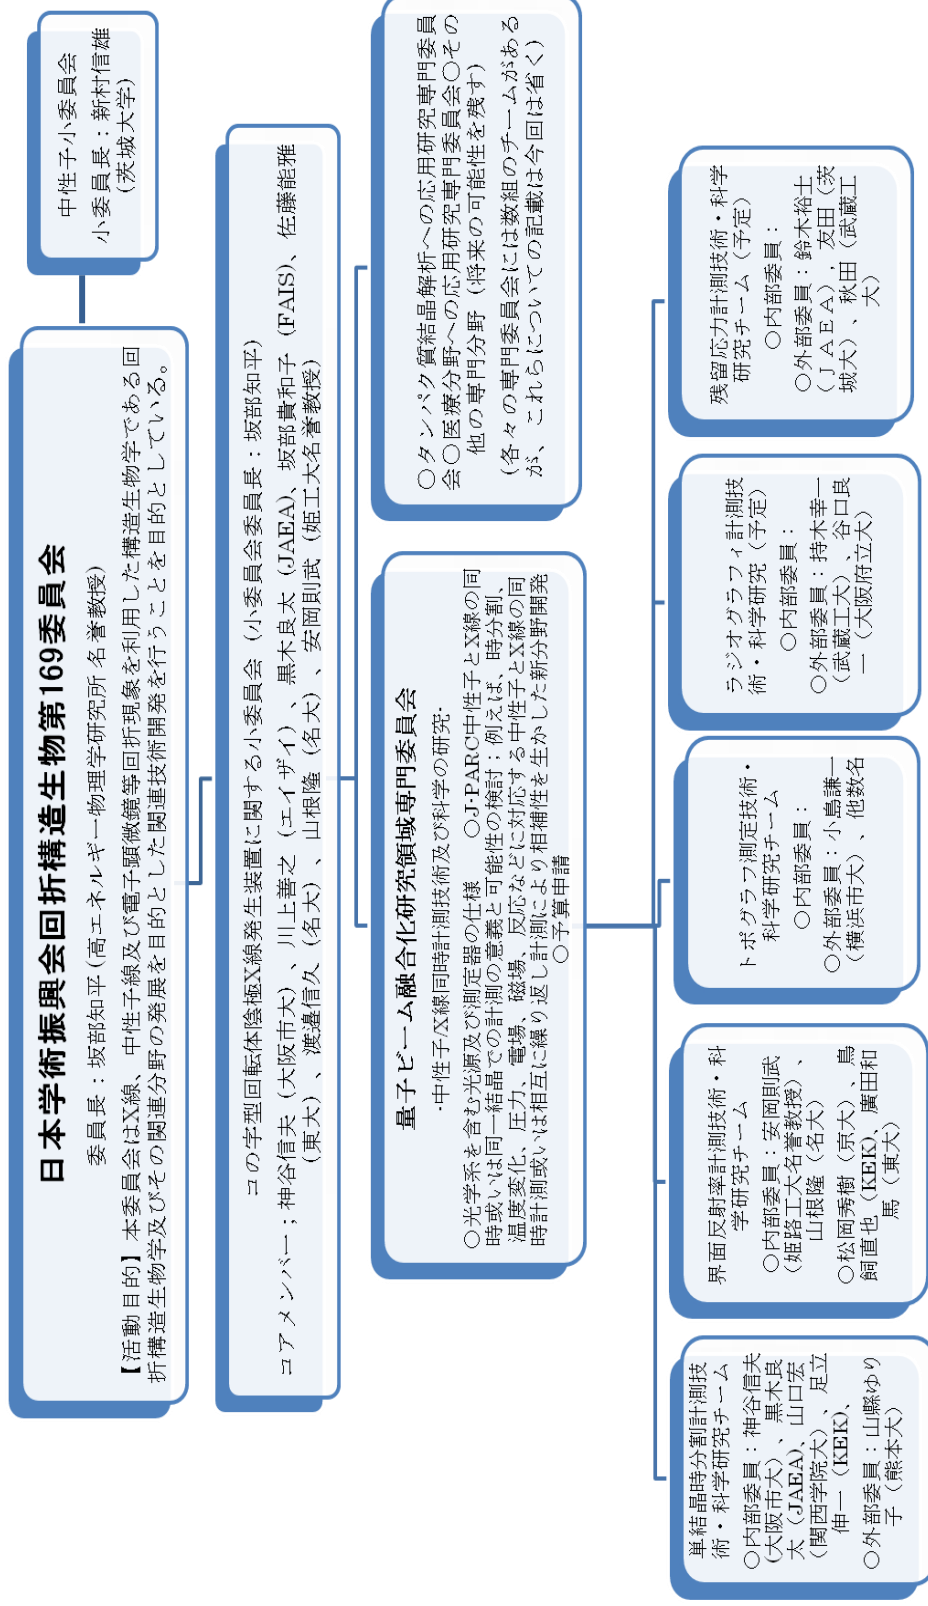 日本学術振興会回折構造生物第169委員会
委員長：坂部知平(高エネルギー物理学研究所名誉教授)
【活動目的】本委員会はX線、中性子線及び電子顕微鏡等回折現象を利用した構造生物学である回
折構造生物学及びその関連分野の発展を目的とした関連技術開発を行うことを目的としている。
中性子小委員会
小委員長：新村信雄
（茨城大学）
コの字型回転体陰極X線発生装置に関する小委員会（小委員会委員長：坂部知平）
コアメンバー；神谷信夫（大阪市大）、川上善之（エイザイ）、黒木良太（JAEA）、坂部貴和子（FAIS）、佐藤能雅
（東大）、渡邉信久（名大）、山根隆（名大）、安岡則武（姫工大名誉教授）
量子ビーム融合化研究領域専門委員会
-中性子/X線同時計測技術及び科学の研究-
○光学系を含む光源及び測定器の仕様　○J-PARC中性子とX線の同
時或いは同一結晶での計測の意義と可能性の検討；例えば、時分割、
温度変化、圧力、電場、磁場、反応などに対応する中性子とX線の同
時計測或いは相互に繰り返し計測により相補性を生かした新分野開発
○予算申請
○タンパク質結晶解析への応用研究専門委員
会○医療分野への応用研究専門委員会○その
他の専門分野（将来の可能性を残す）
（各々の専門委員会には数組のチームがある
が、これらについての記載は今回は省く）
単結晶時分割計測技
術・科学研究チーム
○内部委員：神谷信夫
(大阪市大)、黒木良
太（JAEA)、山口宏
（関西学院大)、足立
伸一（KEK)、
○外部委員：山縣ゆり
子（熊本大）
界面反射率計測技術・科
学研究チーム
○内部委員：安岡則武
（姫路工大名誉教授）、
山根隆（名大）
○松岡秀樹（京大）、鳥
飼直也（KEK)、廣田和
馬（東大）
トポグラフ測定技術・
科学研究チーム
○内部委員：
○外部委員：小島謙一
（横浜市大）、他数名
ラジオグラフィ計測技
術・科学研究（予定）
○内部委員：
○外部委員：持木幸一
（武蔵工大）、谷口良
一（大阪府立大）
残留応力計測技術・科学
研究チーム（予定）
○内部委員：
○外部委員：鈴木裕士
（ＪＡＥＡ），友田（茨
城大）、秋田（武蔵工
大）